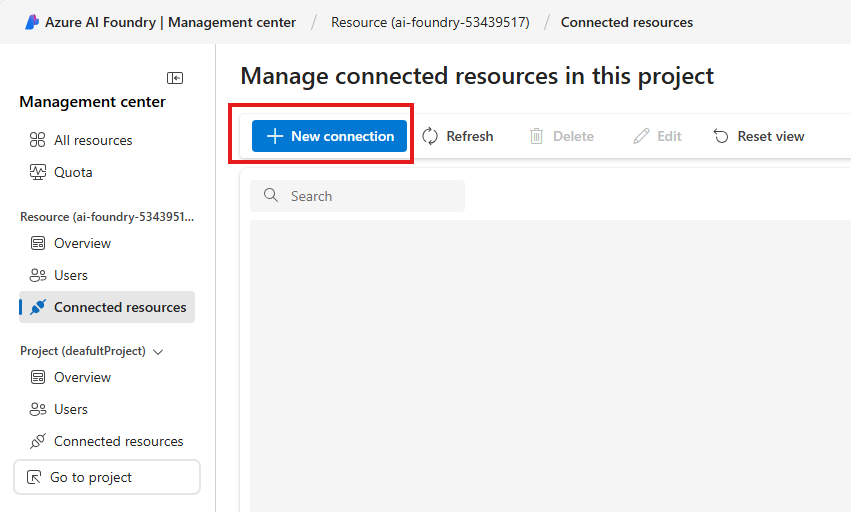 Azure AI Foundry | Management center / Resource (ai-foundry-53439517) / Connected resources
Management center
All resources
Quota
Resource (ai-foundry-5343951...
Overview
Users
Connected resources
Project (deafultProject)
Overview
Users
Connected resources
Go to project
Manage connected resources in this project
New connection Refresh Delete Edit Reset view
Search